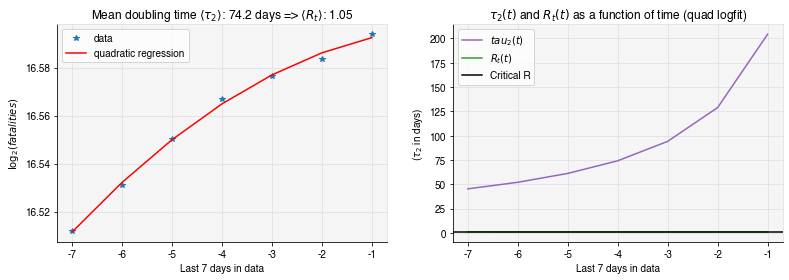 Mean doubling time ⟨τ₂⟩: 74.2 days => ⟨Rₜ⟩: 1.05
data
quadratic regression
log₂(fatalities)
16.58
16.56
16.54
16.52
-7 -6 -5 -4 -3 -2 -1
Last 7 days in data
τ₂(t) and Rₜ(t) as a function of time (quad logfit)
tau₂(t)
Rₜ(t)
Critical R
(τ₂ in days)
200
175
150
125
100
75
50
25
0
-7 -6 -5 -4 -3 -2 -1
Last 7 days in data